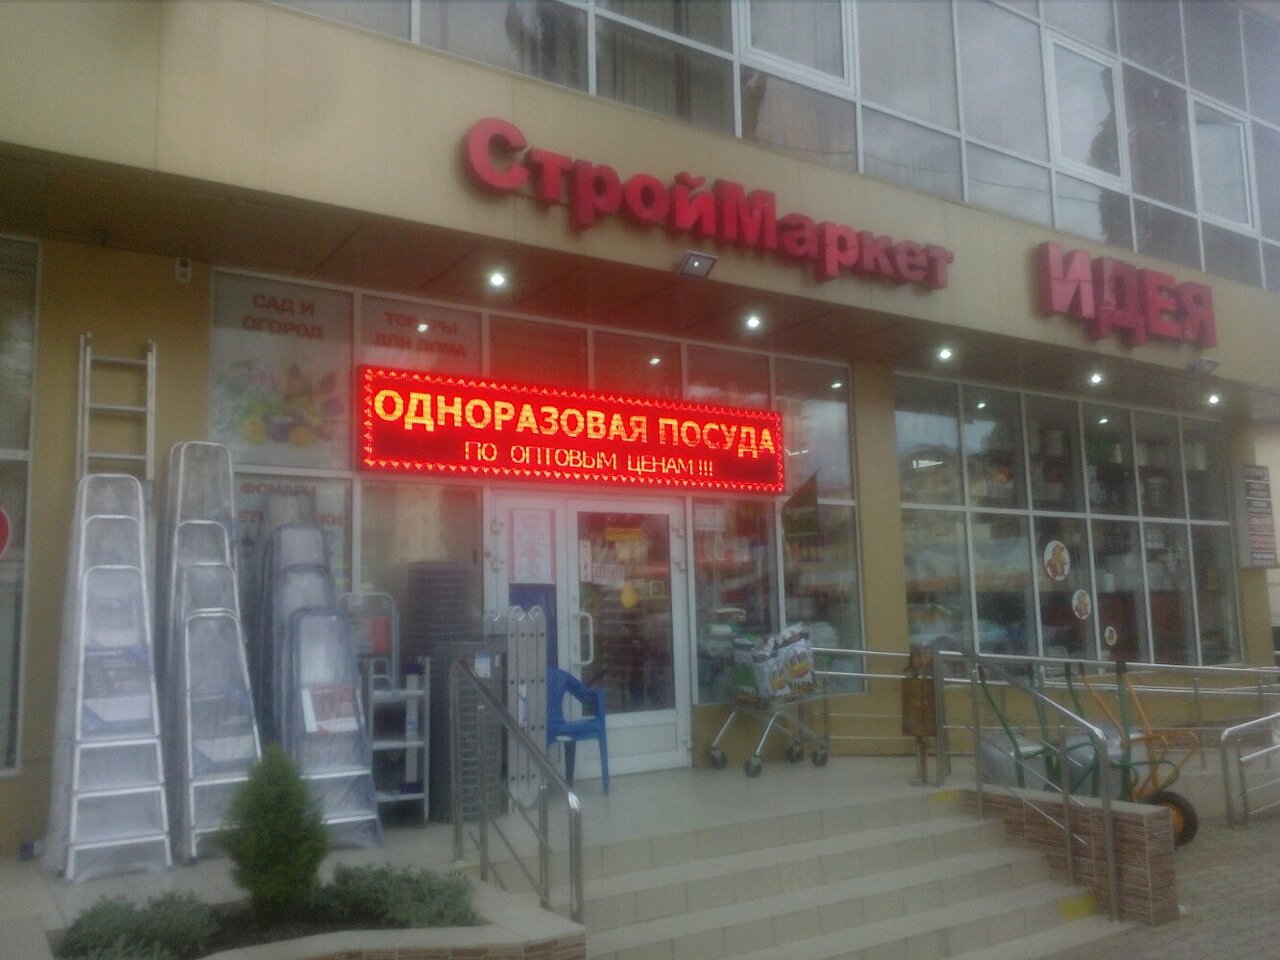 СтройМаркет
ИДЕЯ
САД И
ОГОРОД
ТОВАРЫ
ДЛЯ ДОМА
ОДНОРАЗОВАЯ ПОСУДА
ПО ОПТОВЫМ ЦЕНАМ!!!